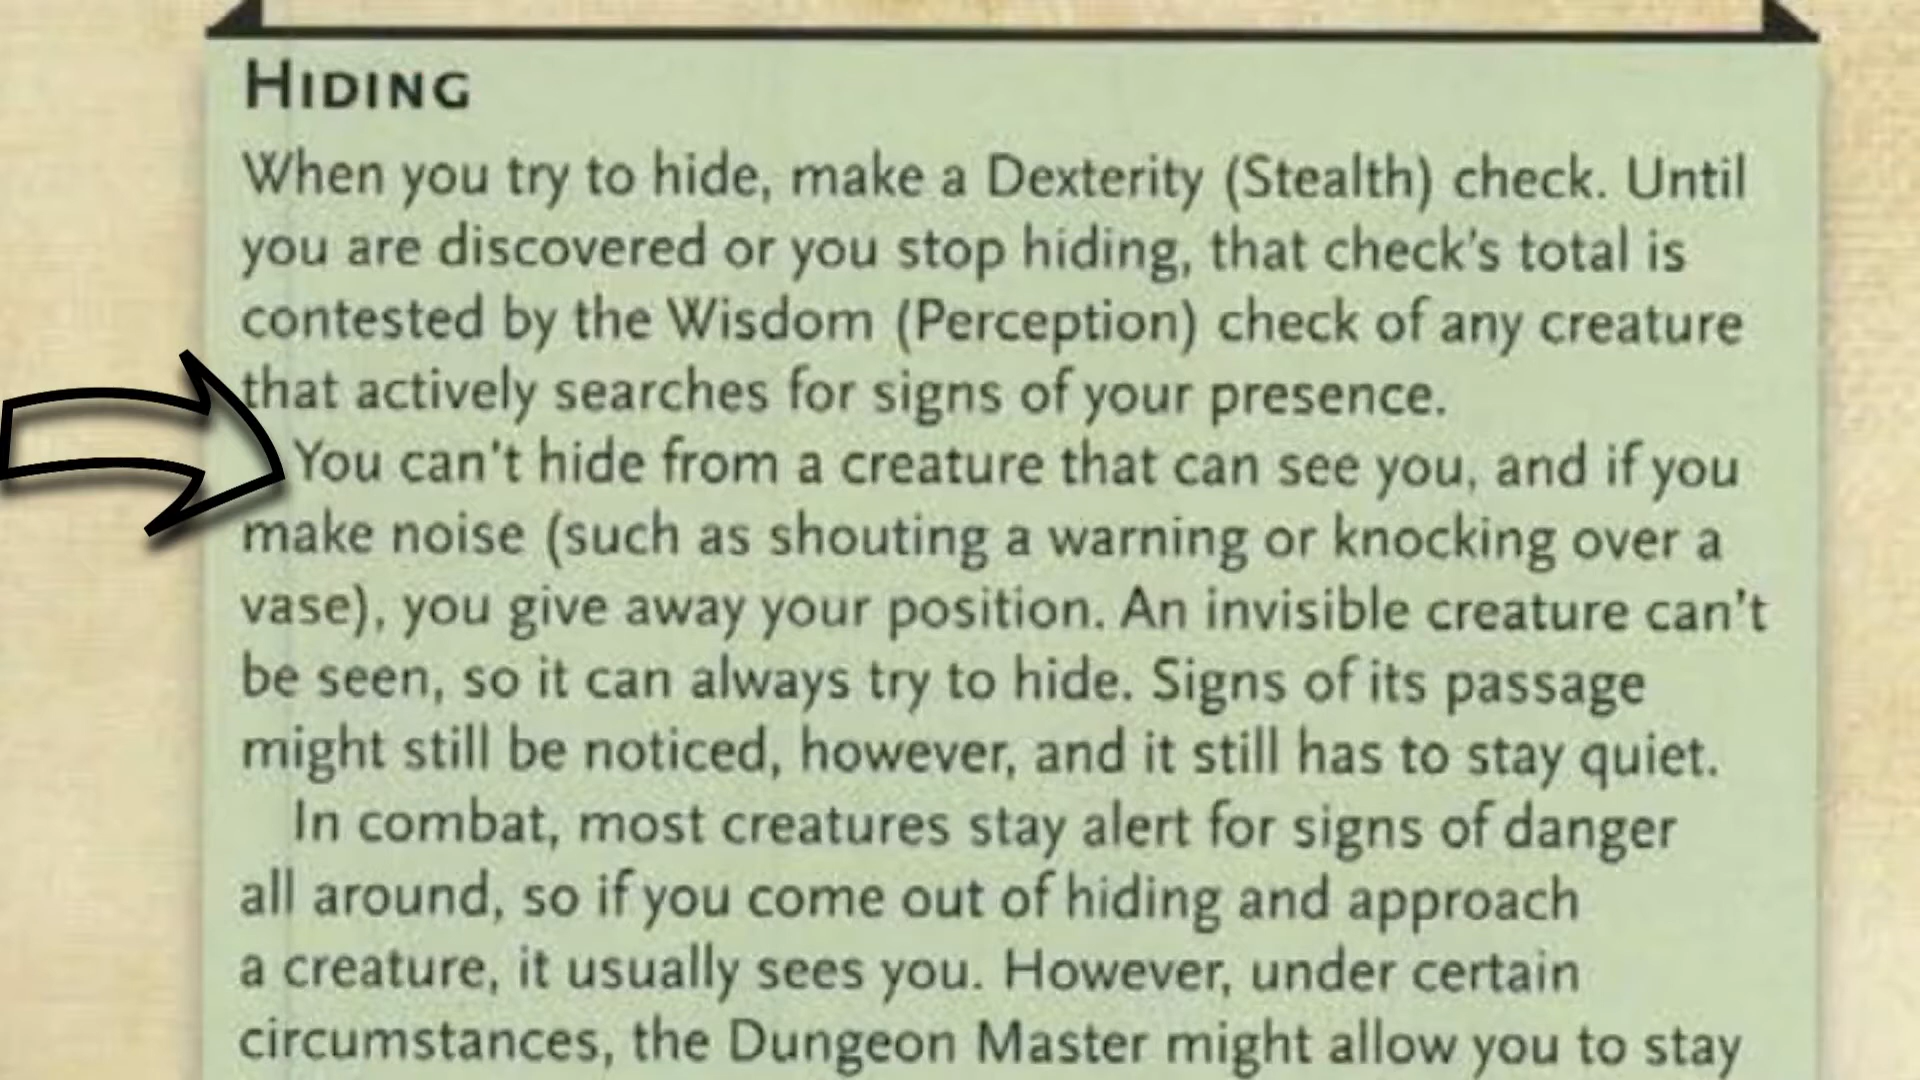 HIDING
When you try to hide, make a Dexterity (Stealth) check. Until
you are discovered or you stop hiding, that check's total is
contested by the Wisdom (Perception) check of any creature
that actively searches for signs of your presence.
You can't hide from a creature that can see you, and if you
make noise (such as shouting a warning or knocking over a
vase), you give away your position. An invisible creature can't
be seen, so it can always try to hide. Signs of its passage
might still be noticed, however, and it still has to stay quiet.
In combat, most creatures stay alert for signs of danger
all around, so if you come out of hiding and approach
a creature, it usually sees you. However, under certain
circumstances, the Dungeon Master might allow you to stay